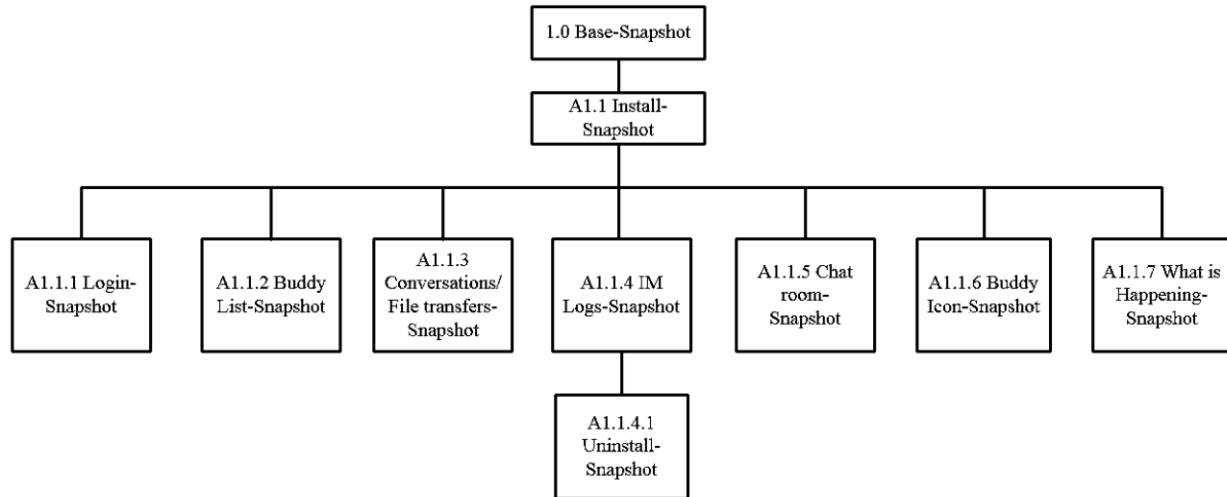 1.0 Base-Snapshot
A1.1 Install-
Snapshot
A1.1.1 Login-
Snapshot
A1.1.2 Buddy
List-Snapshot
A1.1.3
Conversations/
File transfers-
Snapshot
A1.1.4 IM
Logs-Snapshot
A1.1.5 Chat
room-
Snapshot
A1.1.6 Buddy
Icon-Snapshot
A1.1.7 What is
Happening-
Snapshot
A1.1.4.1
Uninstall-
Snapshot